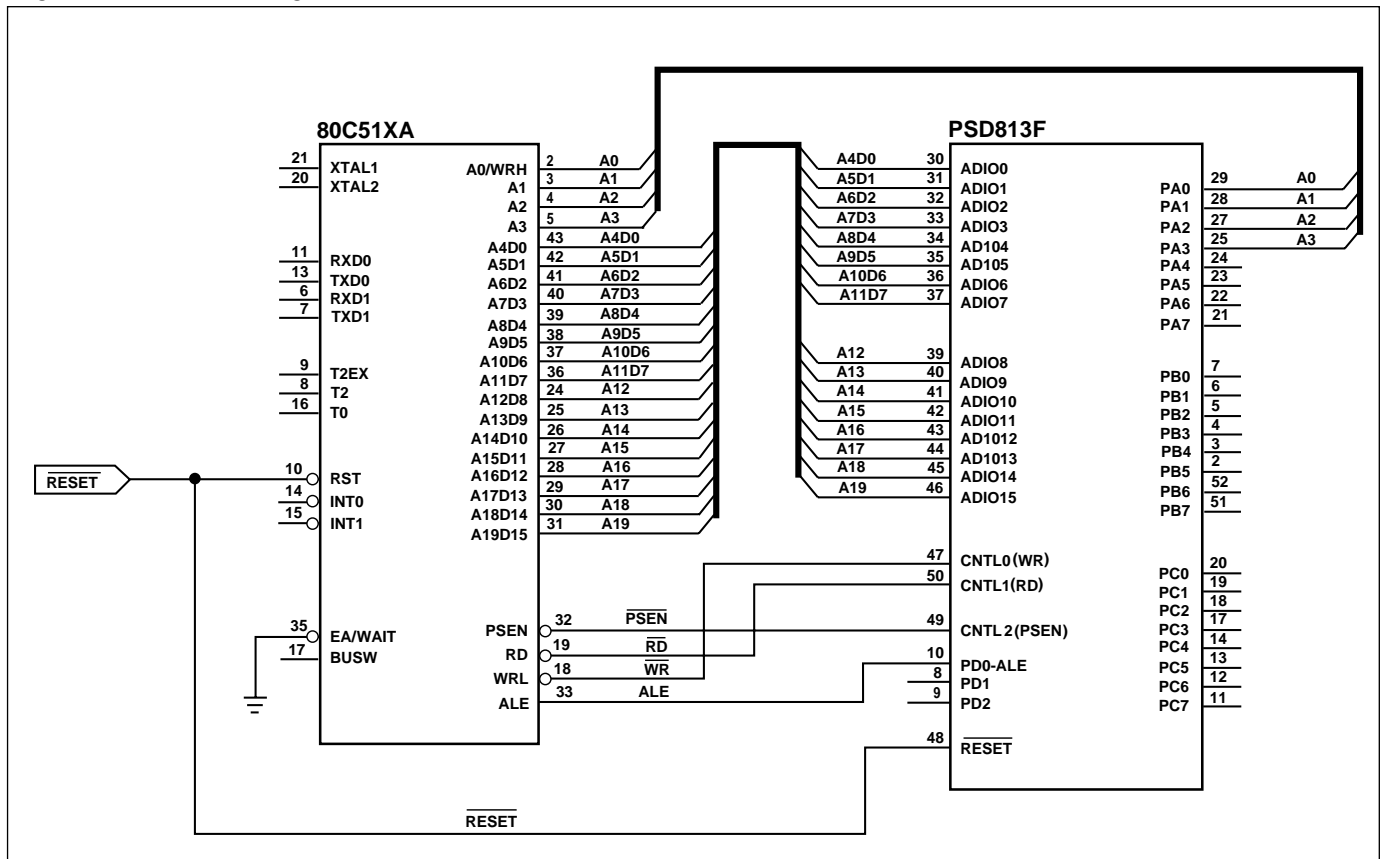 80C51XA
PSD813F
RESET
21 XTAL1
20 XTAL2
11 RXD0
13 TXD0
6 RXD1
7 TXD1
9 T2EX
8 T2
16 T0
10 RST
14 INT0
15 INT1
35 EA/WAIT
17 BUSW
A0/WRH 2 A0
A1 3 A1
A2 4 A2
A3 5 A3
A4D0 43 A4D0
A5D1 42 A5D1
A6D2 41 A6D2
A7D3 40 A7D3
A8D4 39 A8D4
A9D5 38 A9D5
A10D6 37 A10D6
A11D7 36 A11D7
A12D8 24 A12
A13D9 25 A13
A14D10 26 A14
A15D11 27 A15
A16D12 28 A16
A17D13 29 A17
A18D14 30 A18
A19D15 31 A19
PSEN 32 PSEN
RD 19 RD
WRL 18 WR
ALE 33 ALE
A4D0 30 ADIO0
A5D1 31 ADIO1
A6D2 32 ADIO2
A7D3 33 ADIO3
A8D4 34 AD104
A9D5 35 AD105
A10D6 36 ADIO6
A11D7 37 ADIO7
A12 39 ADIO8
A13 40 ADIO9
A14 41 ADIO10
A15 42 ADIO11
A16 43 AD1012
A17 44 AD1013
A18 45 ADIO14
A19 46 ADIO15
47 CNTL0(WR)
50 CNTL1(RD)
49 CNTL2(PSEN)
10 PD0-ALE
8 PD1
9 PD2
48 RESET
PA0 29 A0
PA1 28 A1
PA2 27 A2
PA3 25 A3
PA4 24
PA5 23
PA6 22
PA7 21
PB0 7
PB1 6
PB2 5
PB3 4
PB4 3
PB5 2
PB6 52
PB7 51
PC0 20
PC1 19
PC2 18
PC3 17
PC4 14
PC5 13
PC6 12
PC7 11
RESET